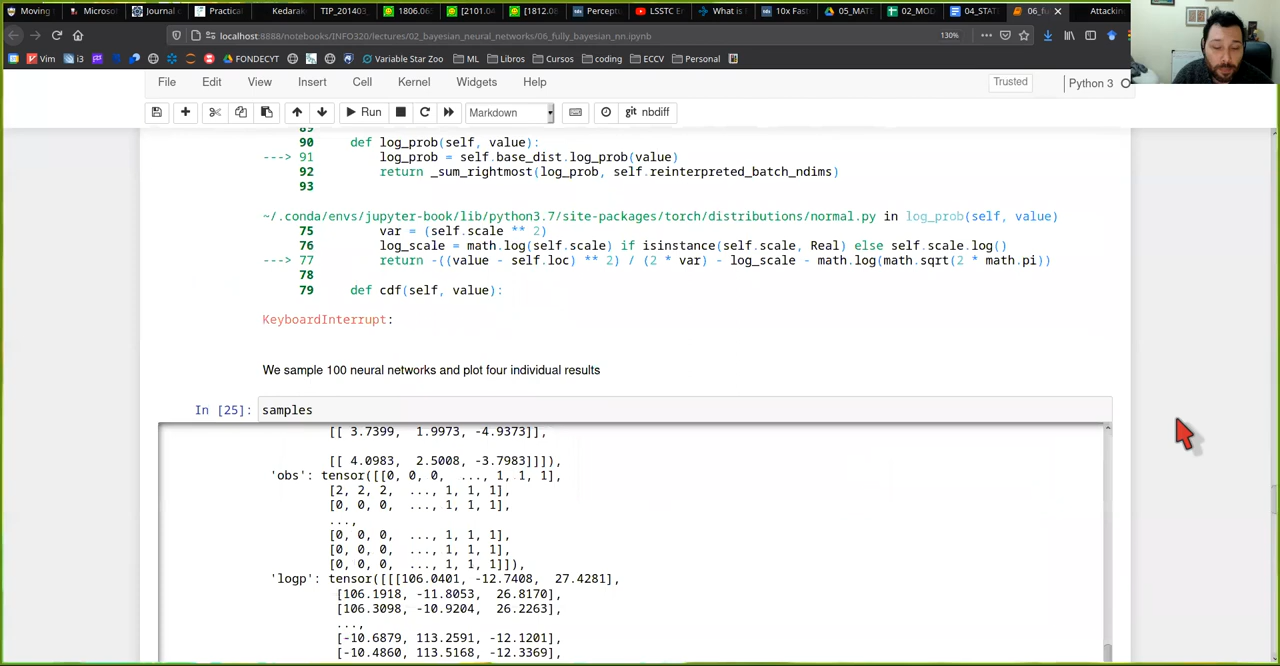 Moving
Microsof
Journal c
Practical
Kedarake
TIP_201403
1806.06
[2101.04
[1812.08
Percept
LSSTC Er
What is
10x Fast
05_MATE
02_MOD
04_STAT
06_fu
Attackin
localhost:8888/notebooks/INFO320/lectures/02_bayesian_neural_networks/06_fully_bayesian_nn.ipynb
130%
Vim
i3
FONDECYT
Variable Star Zoo
ML
Libros
Cursos
coding
ECCV
Personal
File Edit View Insert Cell Kernel Widgets Help
Trusted
Python 3
Run
Markdown
git nbdiff
89
90 def log_prob(self, value):
---> 91 log_prob = self.base_dist.log_prob(value)
92 return _sum_rightmost(log_prob, self.reinterpreted_batch_ndims)
93
~/.conda/envs/jupyter-book/lib/python3.7/site-packages/torch/distributions/normal.py in log_prob(self, value)
75 var = (self.scale ** 2)
76 log_scale = math.log(self.scale) if isinstance(self.scale, Real) else self.scale.log()
---> 77 return -((value - self.loc) ** 2) / (2 * var) - log_scale - math.log(math.sqrt(2 * math.pi))
78
79 def cdf(self, value):
KeyboardInterrupt:
We sample 100 neural networks and plot four individual results
In [25]: samples
[[ 3.7399, 1.9973, -4.9373]],
[[ 4.0983, 2.5008, -3.7983]]]),
'obs': tensor([[0, 0, 0, ..., 1, 1, 1],
[2, 2, 2, ..., 1, 1, 1],
[0, 0, 0, ..., 1, 1, 1],
...,
[0, 0, 0, ..., 1, 1, 1],
[0, 0, 0, ..., 1, 1, 1],
[0, 0, 0, ..., 1, 1, 1]]),
'logp': tensor([[[106.0401, -12.7408, 27.4281],
[106.1918, -11.8053, 26.8170],
[106.3098, -10.9204, 26.2263],
...,
[-10.6879, 113.2591, -12.1201],
[-10.4860, 113.5168, -12.3369],